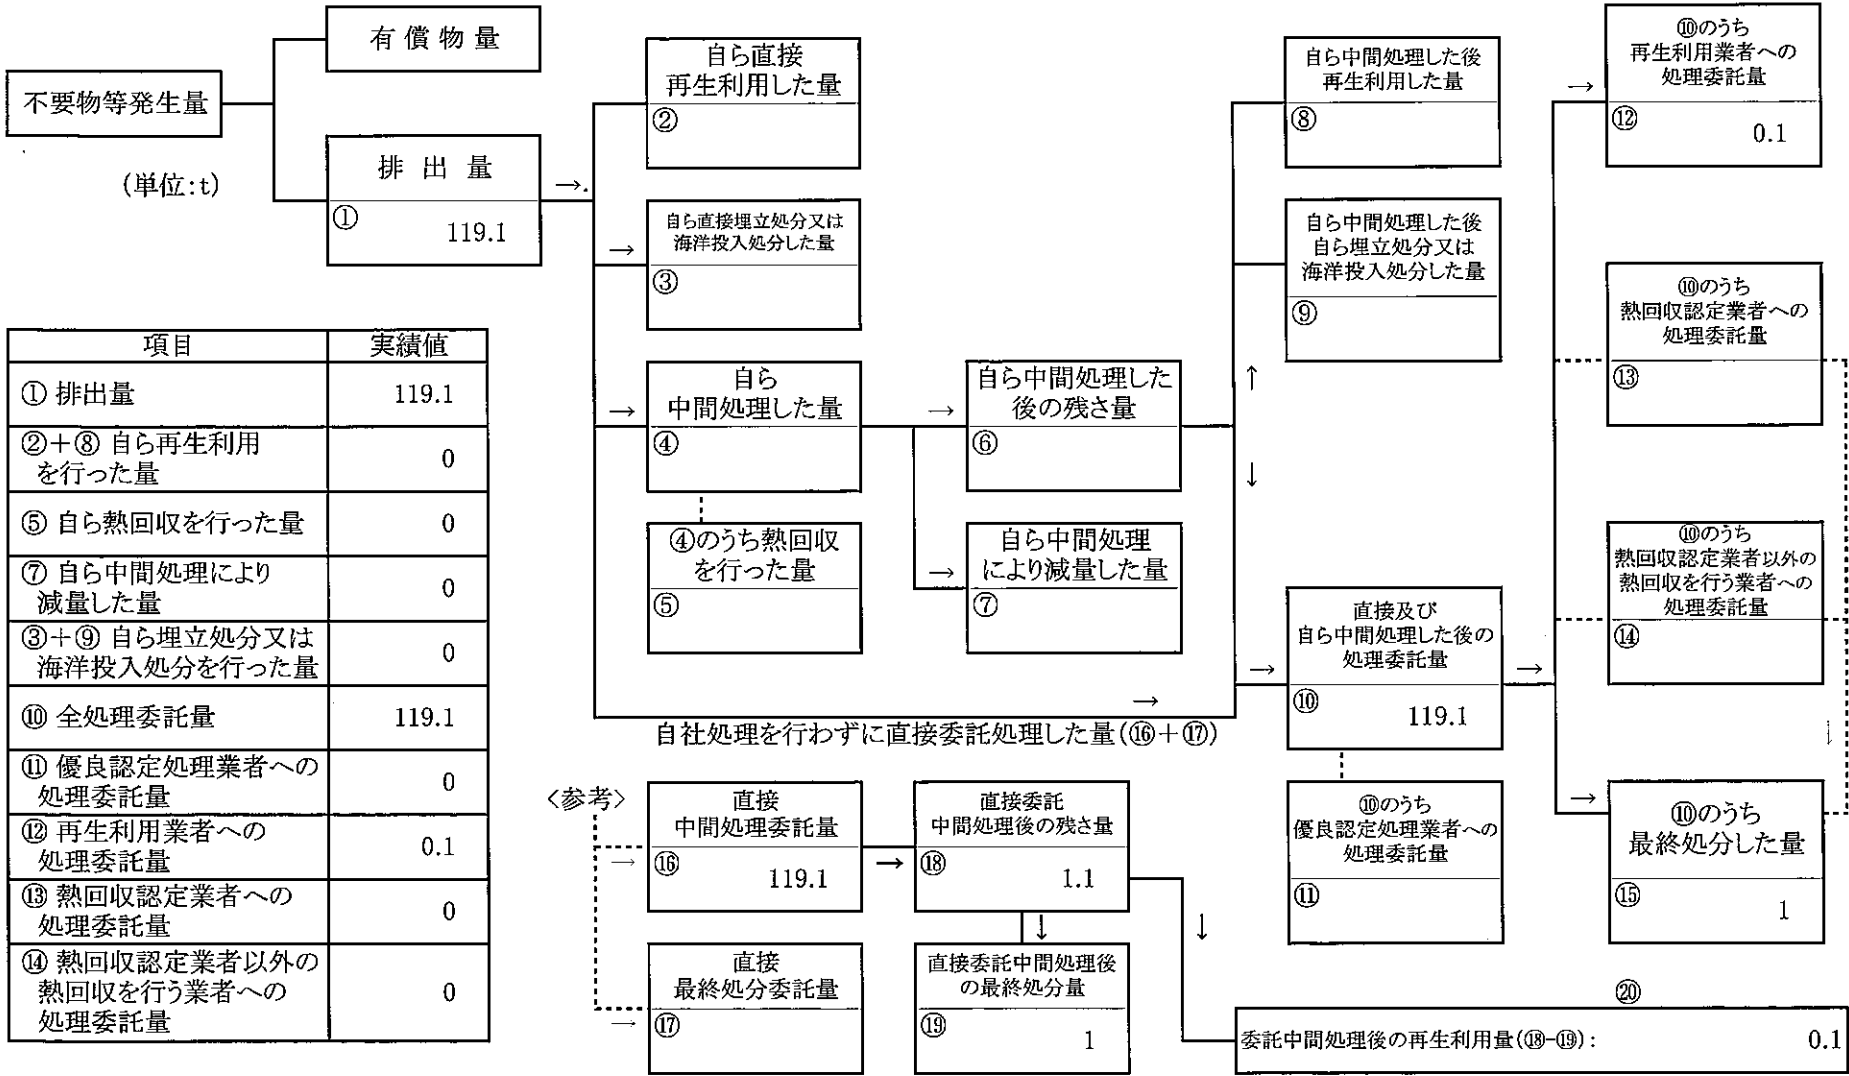 不要物等発生量
(単位:t)
有償物量
排出量
①
119.1
→
自ら直接
再生利用した量
②
→
自ら直接埋立処分又は
海洋投入処分した量
③
→
自ら
中間処理した量
④
④のうち熱回収
を行った量
⑤
→
自ら中間処理した
後の残さ量
⑥
→
自ら中間処理
により減量した量
⑦
自ら中間処理した後
再生利用した量
⑧
自ら中間処理した後
自ら埋立処分又は
海洋投入処分した量
⑨
↑
↓
→
自社処理を行わずに直接委託処理した量(⑯+⑰)
→
直接及び
自ら中間処理した後の
処理委託量
⑩
119.1
→
⑩のうち
優良認定処理業者への
処理委託量
⑪
→
⑩のうち
再生利用業者への
処理委託量
⑫
0.1
⑩のうち
熱回収認定業者への
処理委託量
⑬
⑩のうち
熱回収認定業者以外の
熱回収を行う業者への
処理委託量
⑭
↓
→
⑩のうち
最終処分した量
⑮
1
項目 実績値
① 排出量 119.1
②+⑧ 自ら再生利用
を行った量 0
⑤ 自ら熱回収を行った量 0
⑦ 自ら中間処理により
減量した量 0
③+⑨ 自ら埋立処分又は
海洋投入処分を行った量 0
⑩ 全処理委託量 119.1
⑪ 優良認定処理業者への
処理委託量 0
⑫ 再生利用業者への
処理委託量 0.1
⑬ 熱回収認定業者への
処理委託量 0
⑭ 熱回収認定業者以外の
熱回収を行う業者への
処理委託量 0
〈参考〉
→
直接
中間処理委託量
⑯
119.1
→
直接委託
中間処理後の残さ量
⑱
1.1
→
直接
最終処分委託量
⑰
↓
直接委託中間処理後
の最終処分量
⑲
1
↓
⑳
委託中間処理後の再生利用量(⑱-⑲): 0.1